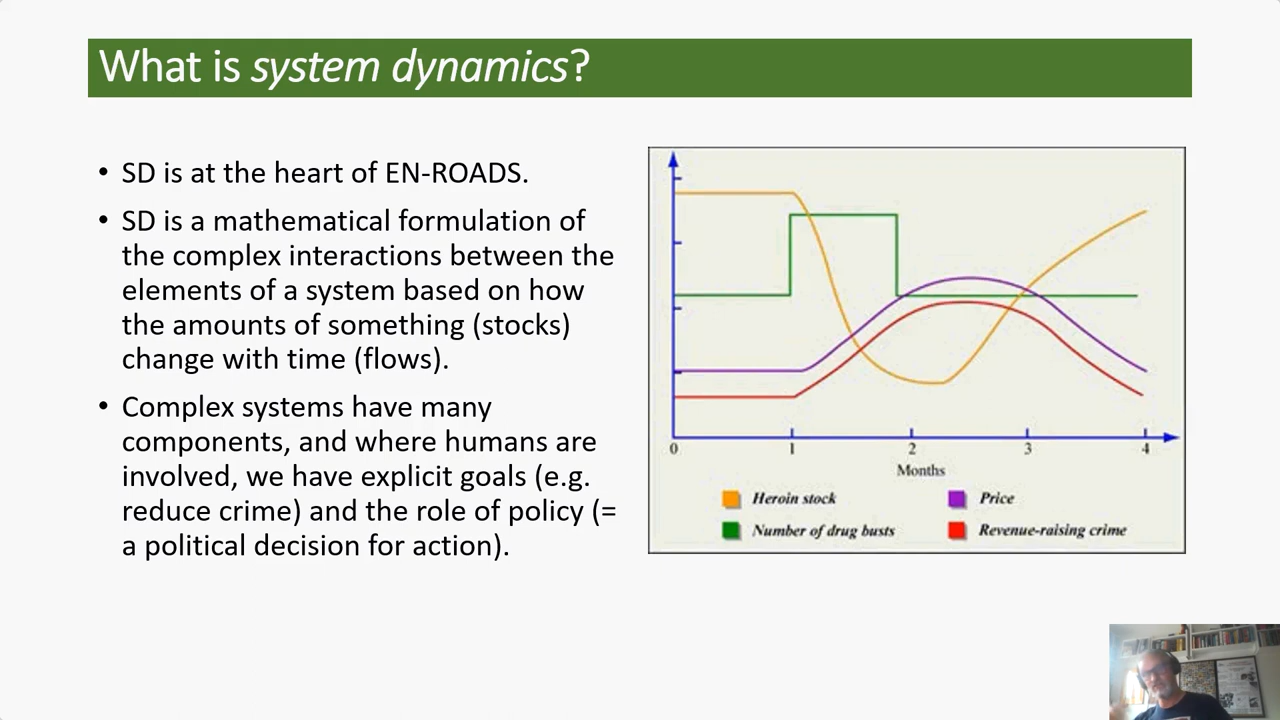 What is system dynamics?
• SD is at the heart of EN-ROADS.
• SD is a mathematical formulation of
the complex interactions between the
elements of a system based on how
the amounts of something (stocks)
change with time (flows).
• Complex systems have many
components, and where humans are
involved, we have explicit goals (e.g.
reduce crime) and the role of policy (=
a political decision for action).
0 1 2 3 4
Months
Heroin stock Price
Number of drug busts Revenue-raising crime